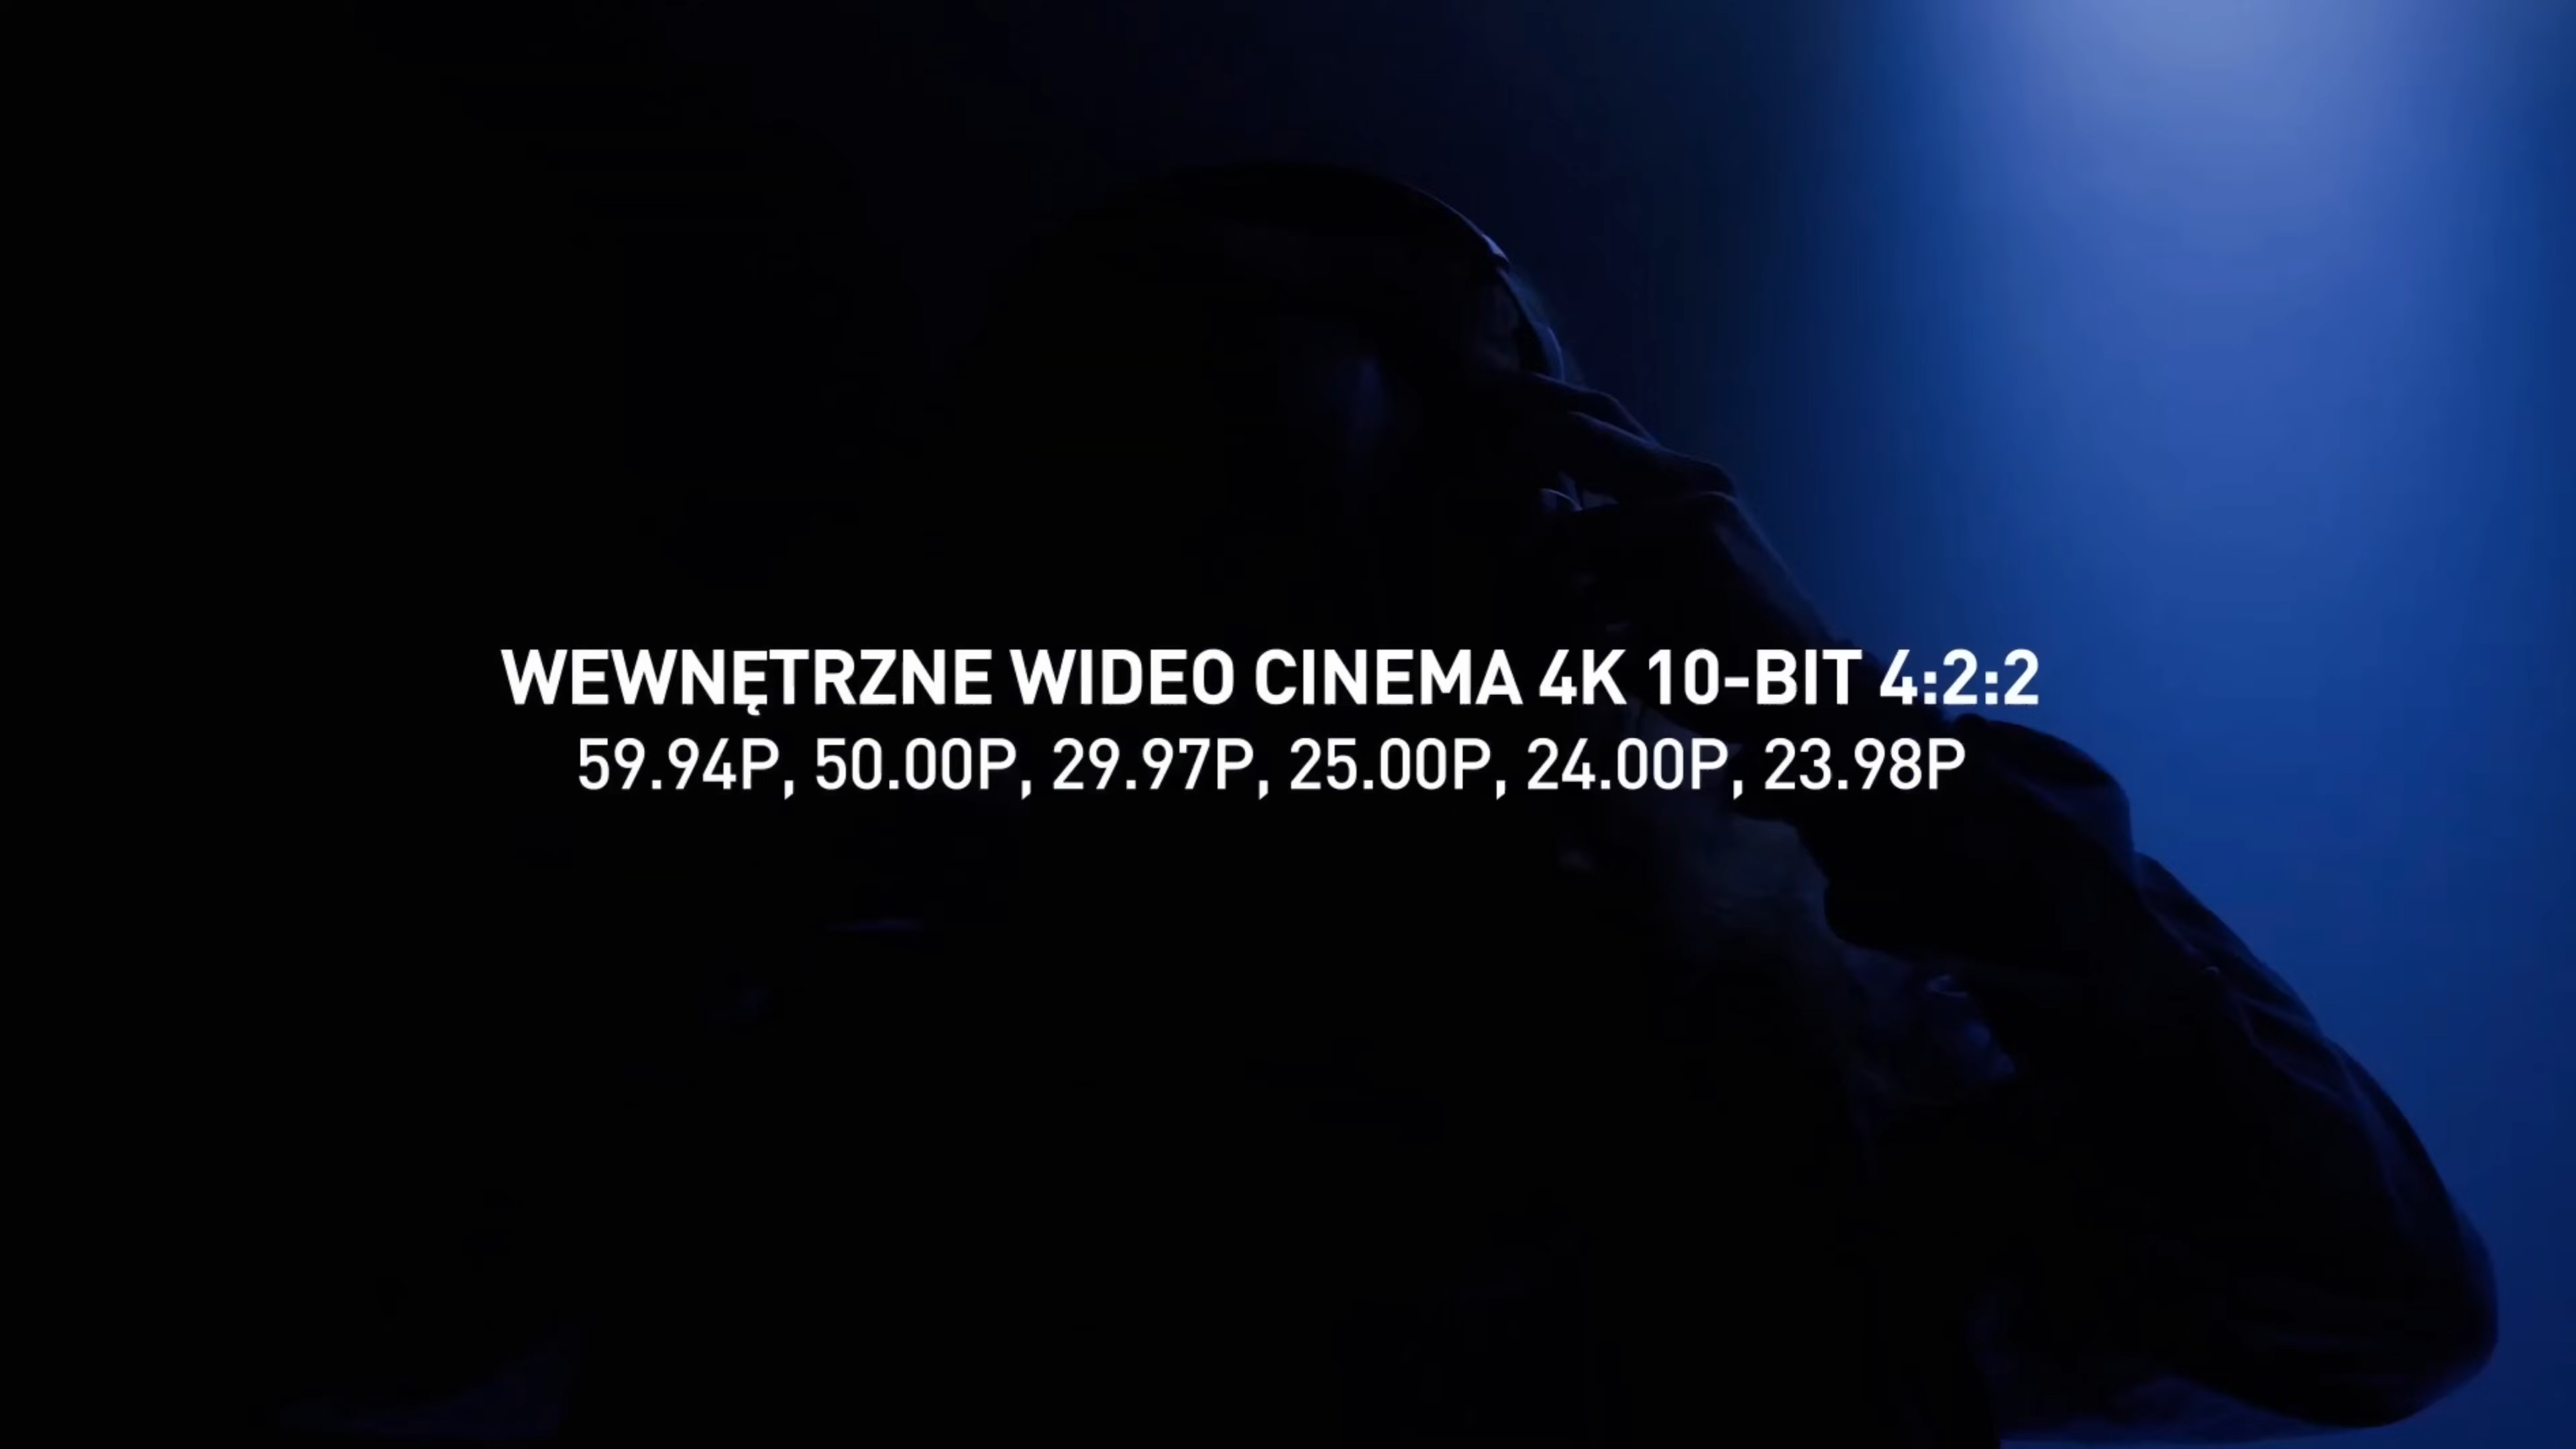 WEWNĘTRZNE WIDEO CINEMA 4K 10-BIT 4:2:2
59.94P, 50.00P, 29.97P, 25.00P, 24.00P, 23.98P